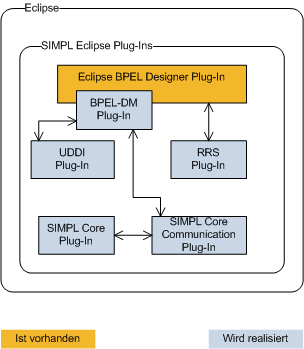 Eclipse
SIMPL Eclipse Plug-Ins
Eclipse BPEL Designer Plug-In
BPEL-DM
Plug-In
UDDI
Plug-In
RRS
Plug-In
SIMPL Core
Plug-In
SIMPL Core
Communication
Plug-In
Ist vorhanden
Wird realisiert